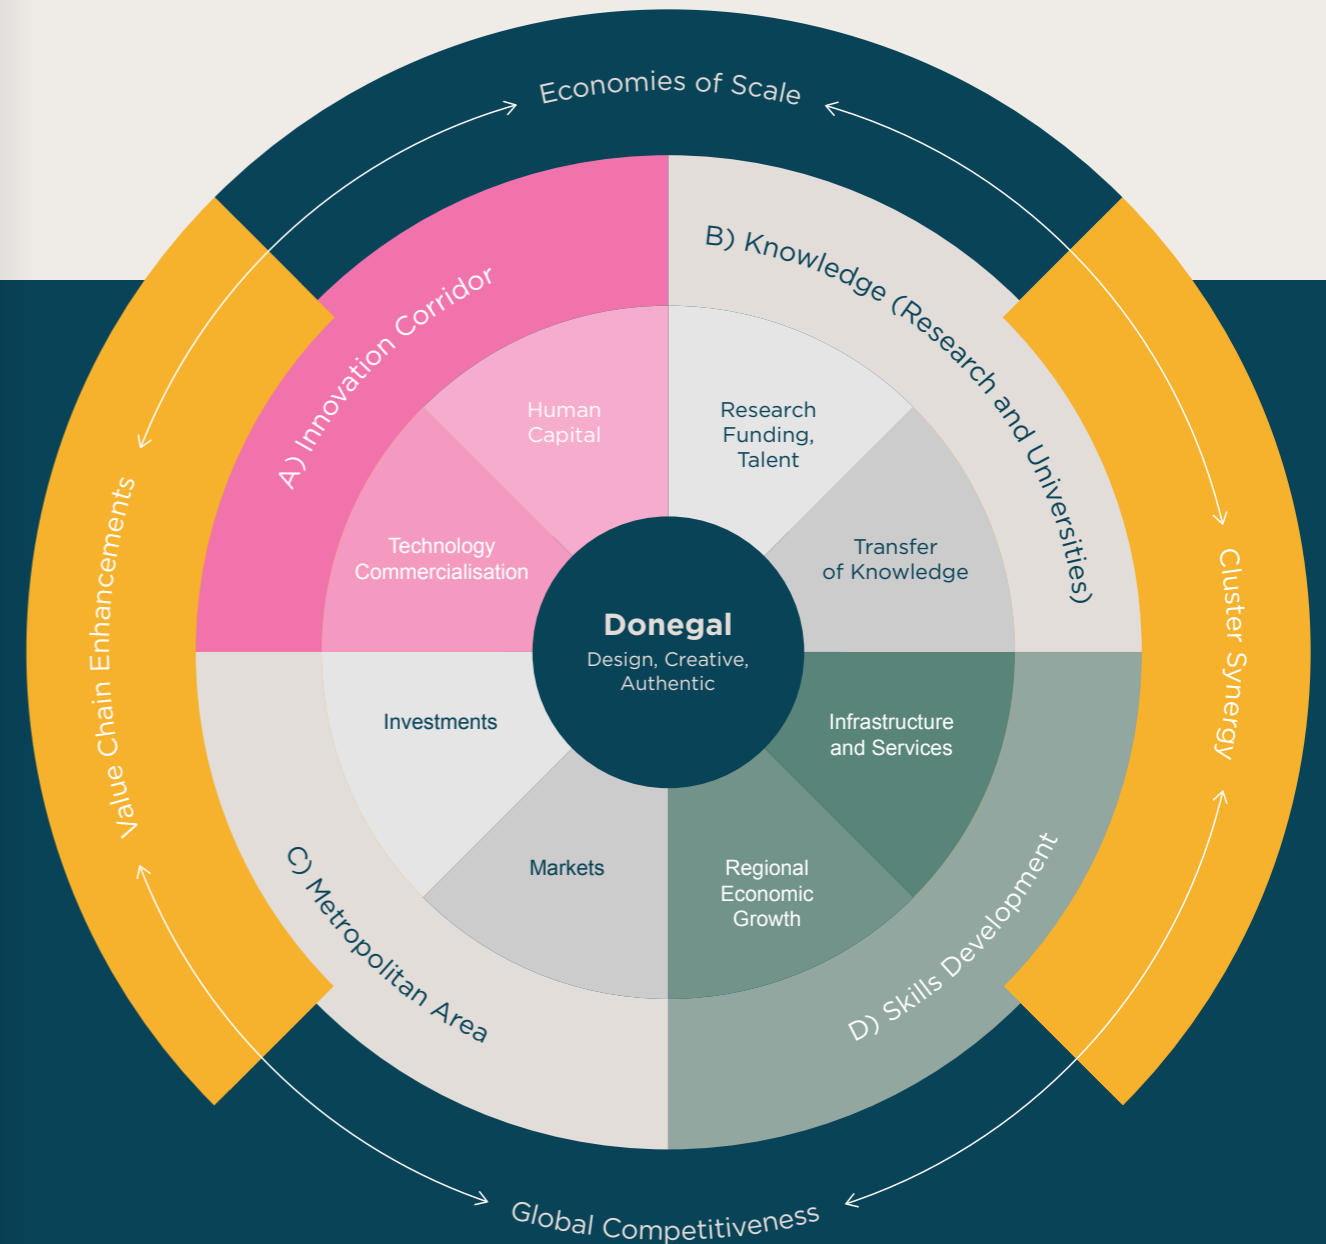 Economies of Scale
A) Innovation Corridor
B) Knowledge (Research and Universities)
Human
Capital
Research
Funding,
Talent
Technology
Commercialisation
Transfer
of Knowledge
Value Chain Enhancements
Donegal
Design, Creative,
Authentic
Cluster Synergy
Investments
Infrastructure
and Services
Markets
Regional
Economic
Growth
C) Metropolitan Area
D) Skills Development
Global Competitiveness